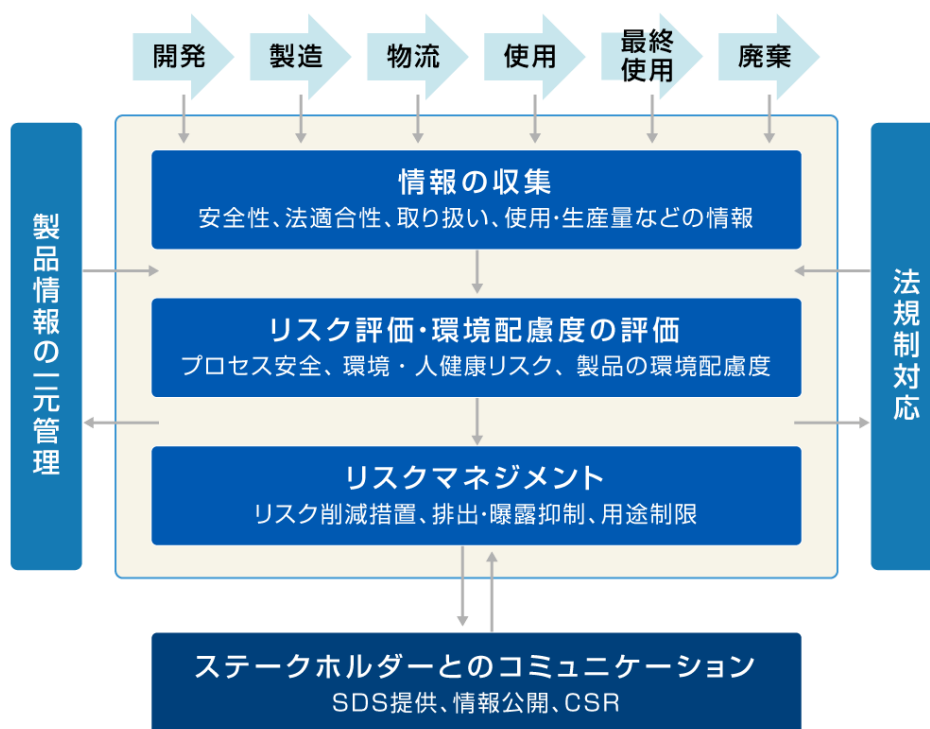 開発
製造
物流
使用
最終
使用
廃棄
製品情報の一元管理
情報の収集
安全性、法適合性、取り扱い、使用・生産量などの情報
リスク評価・環境配慮度の評価
プロセス安全、環境・人健康リスク、製品の環境配慮度
リスクマネジメント
リスク削減措置、排出・曝露抑制、用途制限
法規制対応
ステークホルダーとのコミュニケーション
SDS提供、情報公開、CSR